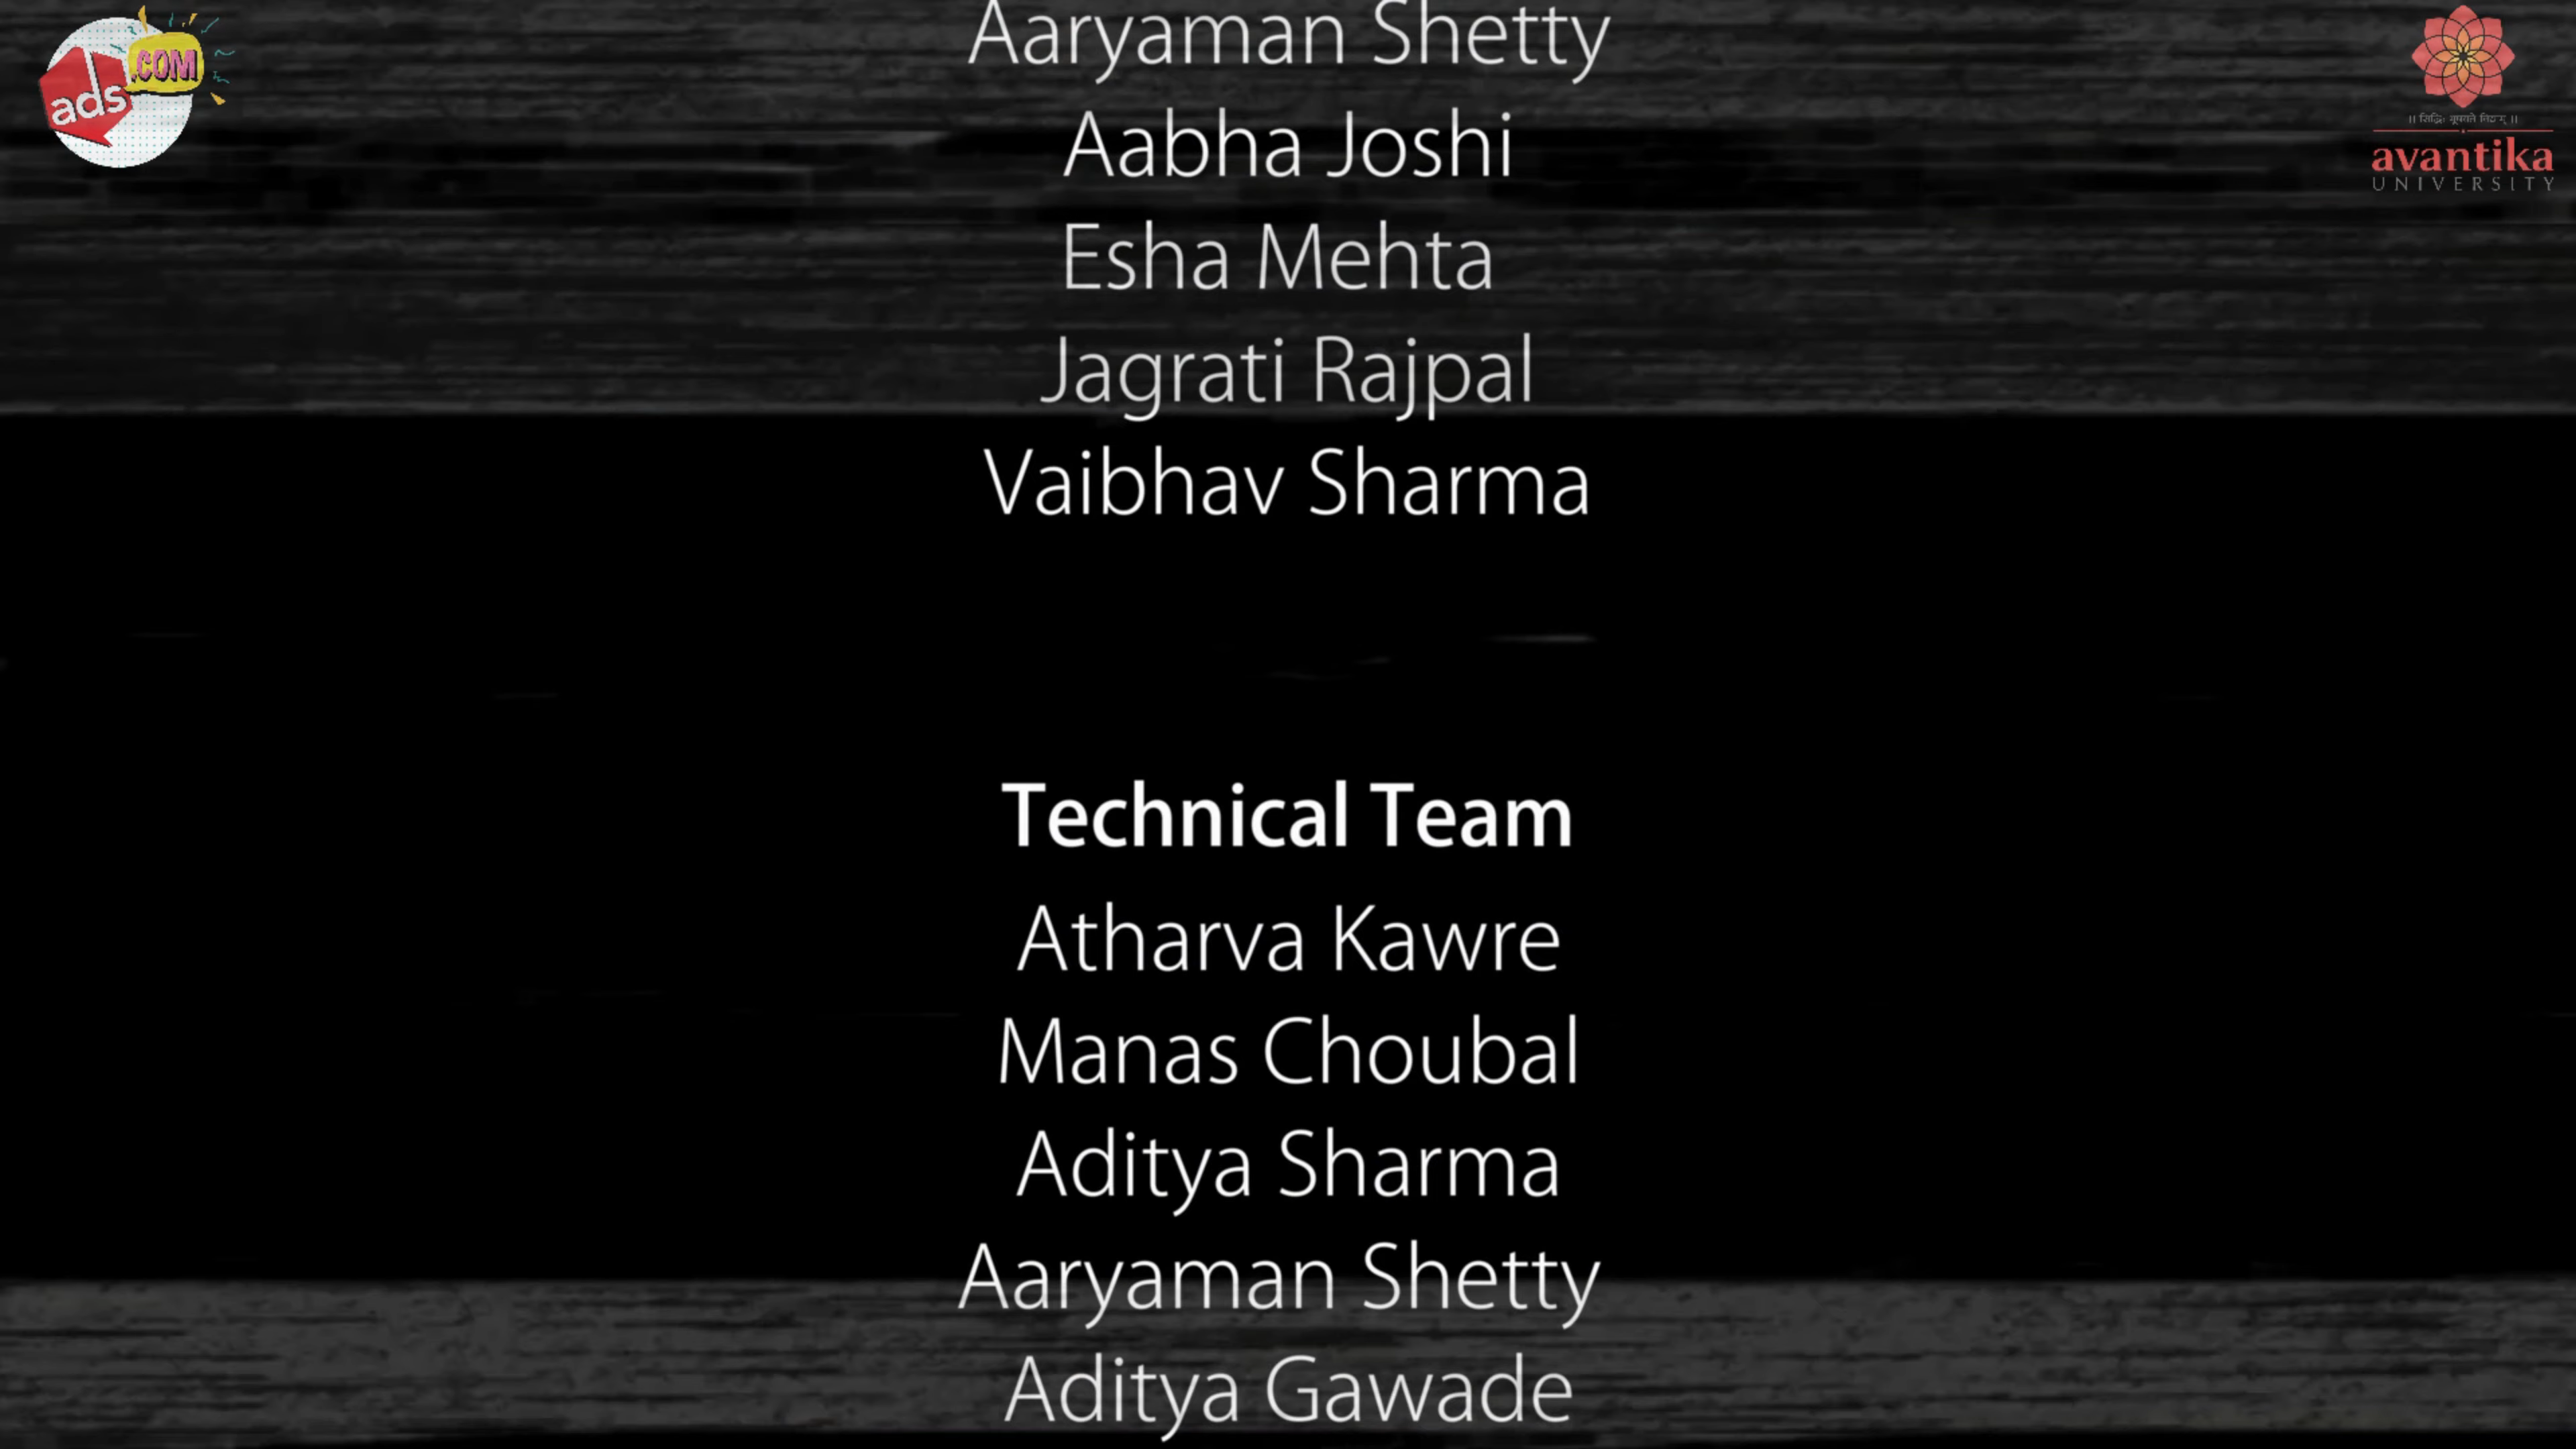 Aaryaman Shetty
Aabha Joshi
Esha Mehta
Jagrati Rajpal
Vaibhav Sharma
Technical Team
Atharva Kawre
Manas Choubal
Aditya Sharma
Aaryaman Shetty
Aditya Gawade
ads
.COM
avantika
UNIVERSITY